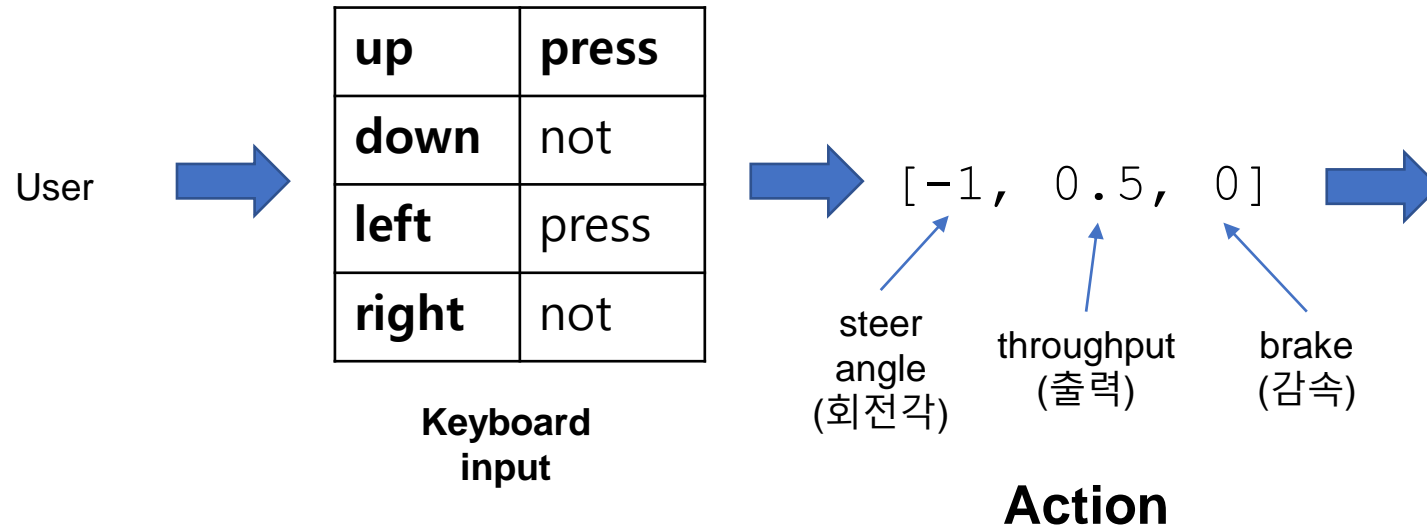 User
up press
down not
left press
right not
Keyboard
input
[-1, 0.5, 0]
steer
angle
(회전각)
throughput
(출력)
brake
(감속)
Action